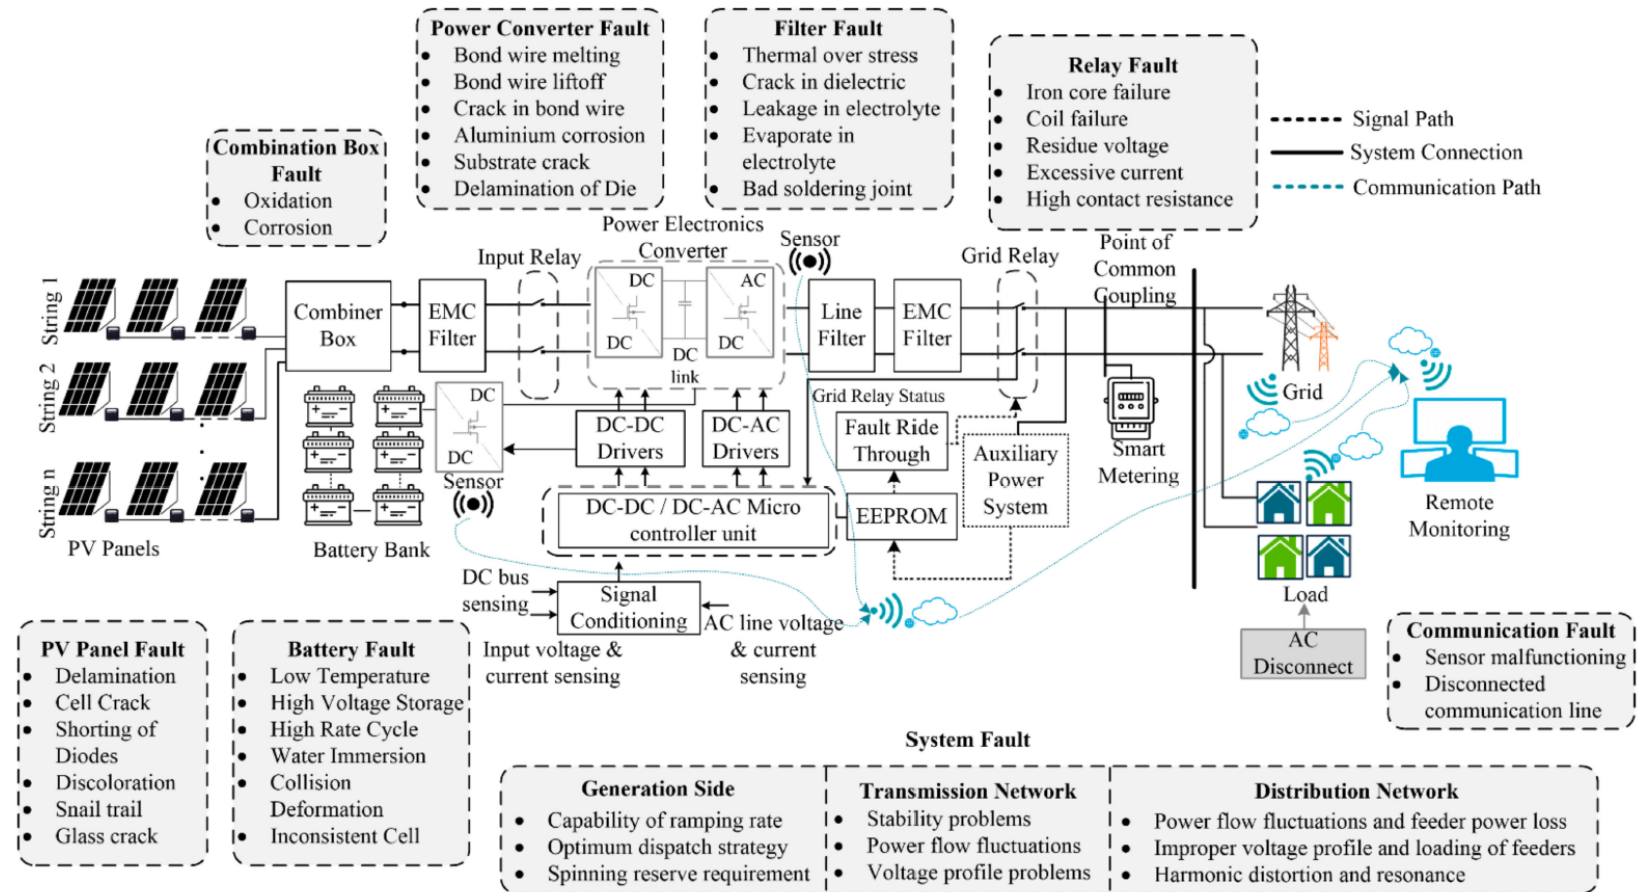 Power Converter Fault
• Bond wire melting
• Bond wire liftoff
• Crack in bond wire
• Aluminium corrosion
• Substrate crack
• Delamination of Die
Filter Fault
• Thermal over stress
• Crack in dielectric
• Leakage in electrolyte
• Evaporate in
electrolyte
• Bad soldering joint
Relay Fault
• Iron core failure
• Coil failure
• Residue voltage
• Excessive current
• High contact resistance
Signal Path
System Connection
Communication Path
Combination Box
Fault
• Oxidation
• Corrosion
Power Electronics
Converter
Sensor
Input Relay
Grid Relay
Point of
Common
Coupling
String 1
String 2
String n
PV Panels
Combiner
Box
EMC
Filter
DC
DC
AC
DC
DC
link
Line
Filter
EMC
Filter
Grid
Battery Bank
DC
DC
Sensor
DC-DC
Drivers
DC-AC
Drivers
Grid Relay Status
Fault Ride
Through
Auxiliary
Power
System
Smart
Metering
Remote
Monitoring
DC-DC / DC-AC Micro
controller unit
EEPROM
DC bus
sensing
Signal
Conditioning
Input voltage &
current sensing
AC line voltage
& current
sensing
Load
AC
Disconnect
PV Panel Fault
• Delamination
• Cell Crack
• Shorting of
Diodes
• Discoloration
• Snail trail
• Glass crack
Battery Fault
• Low Temperature
• High Voltage Storage
• High Rate Cycle
• Water Immersion
• Collision
Deformation
• Inconsistent Cell
Communication Fault
• Sensor malfunctioning
• Disconnected
communication line
System Fault
Generation Side
• Capability of ramping rate
• Optimum dispatch strategy
• Spinning reserve requirement
Transmission Network
• Stability problems
• Power flow fluctuations
• Voltage profile problems
Distribution Network
• Power flow fluctuations and feeder power loss
• Improper voltage profile and loading of feeders
• Harmonic distortion and resonance